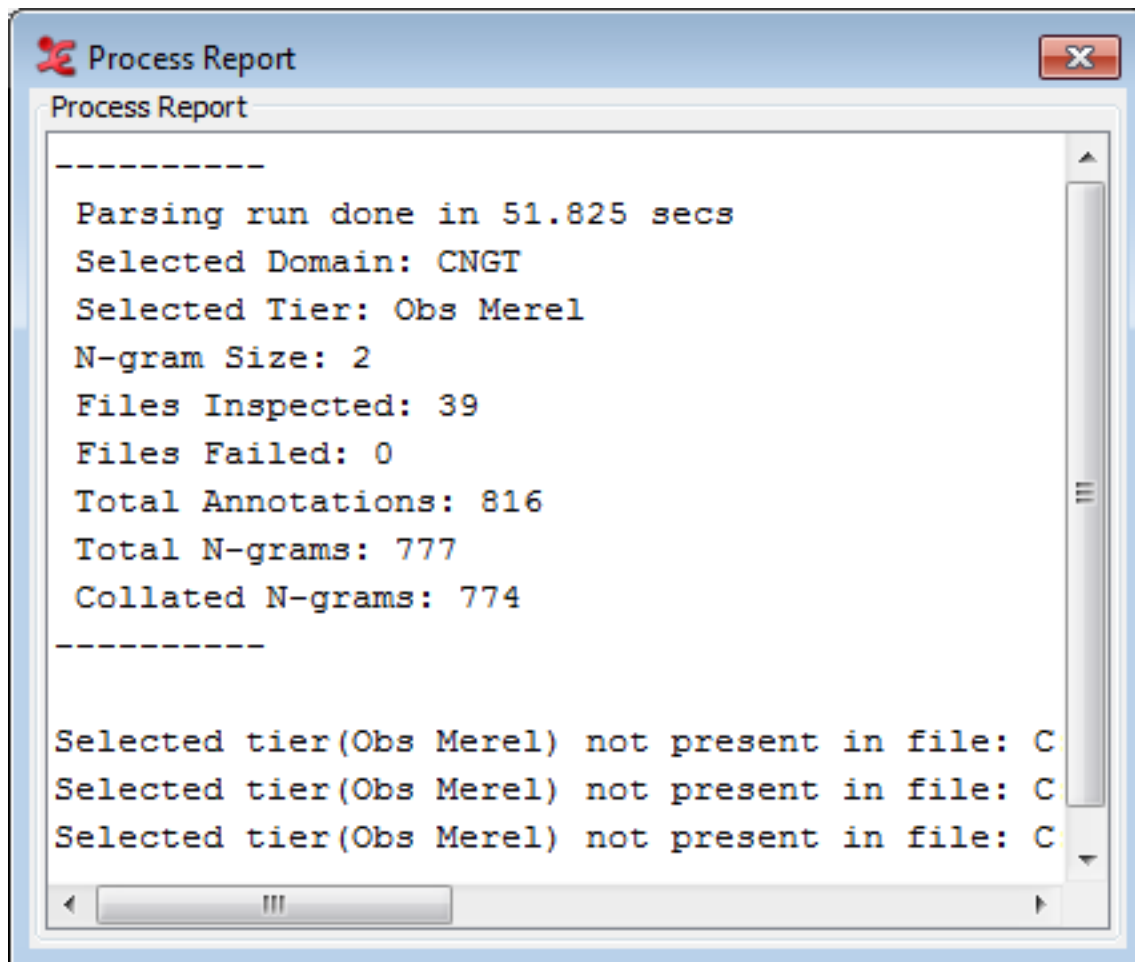 Process Report
Process Report
----------
Parsing run done in 51.825 secs
Selected Domain: CNGT
Selected Tier: Obs Merel
N-gram Size: 2
Files Inspected: 39
Files Failed: 0
Total Annotations: 816
Total N-grams: 777
Collated N-grams: 774
----------
Selected tier(Obs Merel) not present in file: C
Selected tier(Obs Merel) not present in file: C
Selected tier(Obs Merel) not present in file: C